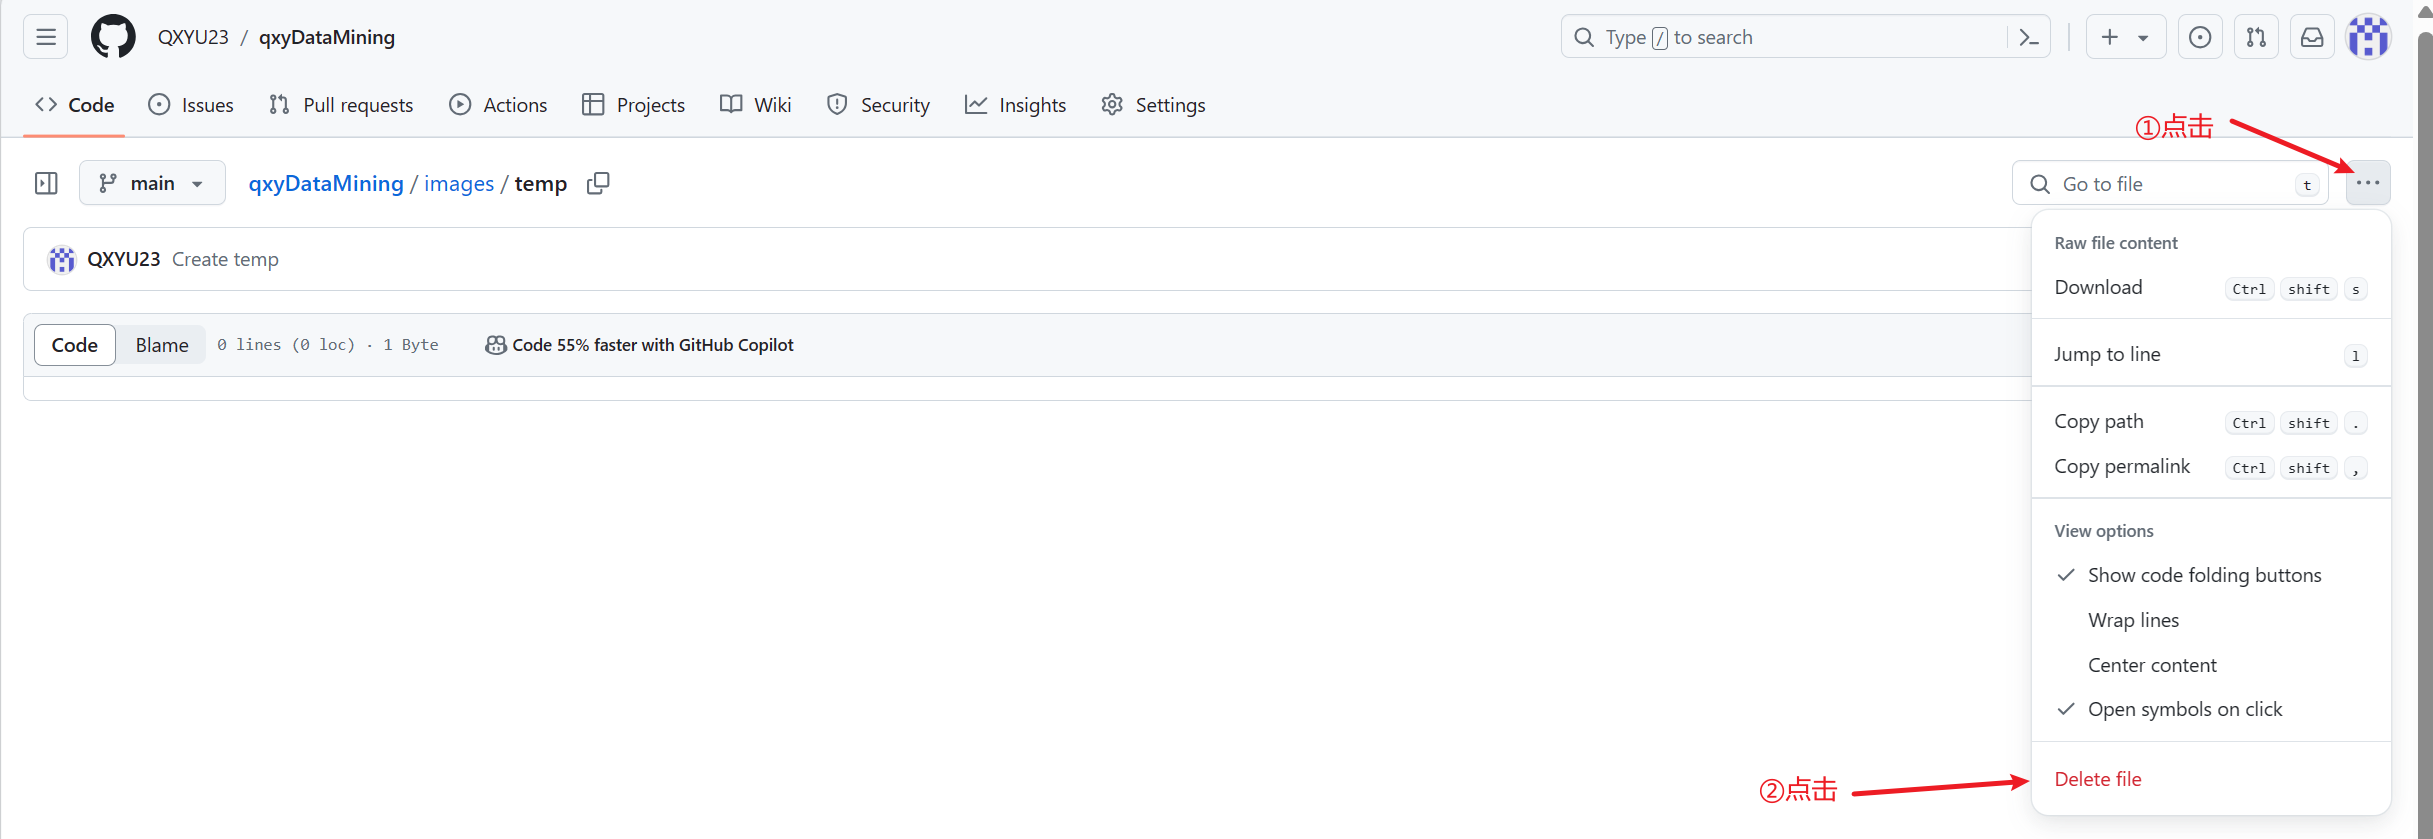 QXYU23 / qxyDataMining
Type / to search
Code Issues Pull requests Actions Projects Wiki Security Insights Settings
①点击
main qxyDataMining / images / temp
Go to file t
QXYU23 Create temp
Code Blame 0 lines (0 loc) · 1 Byte Code 55% faster with GitHub Copilot
Raw file content
Download Ctrl shift s
Jump to line l
Copy path Ctrl shift .
Copy permalink Ctrl shift ,
View options
Show code folding buttons
Wrap lines
Center content
Open symbols on click
②点击
Delete file